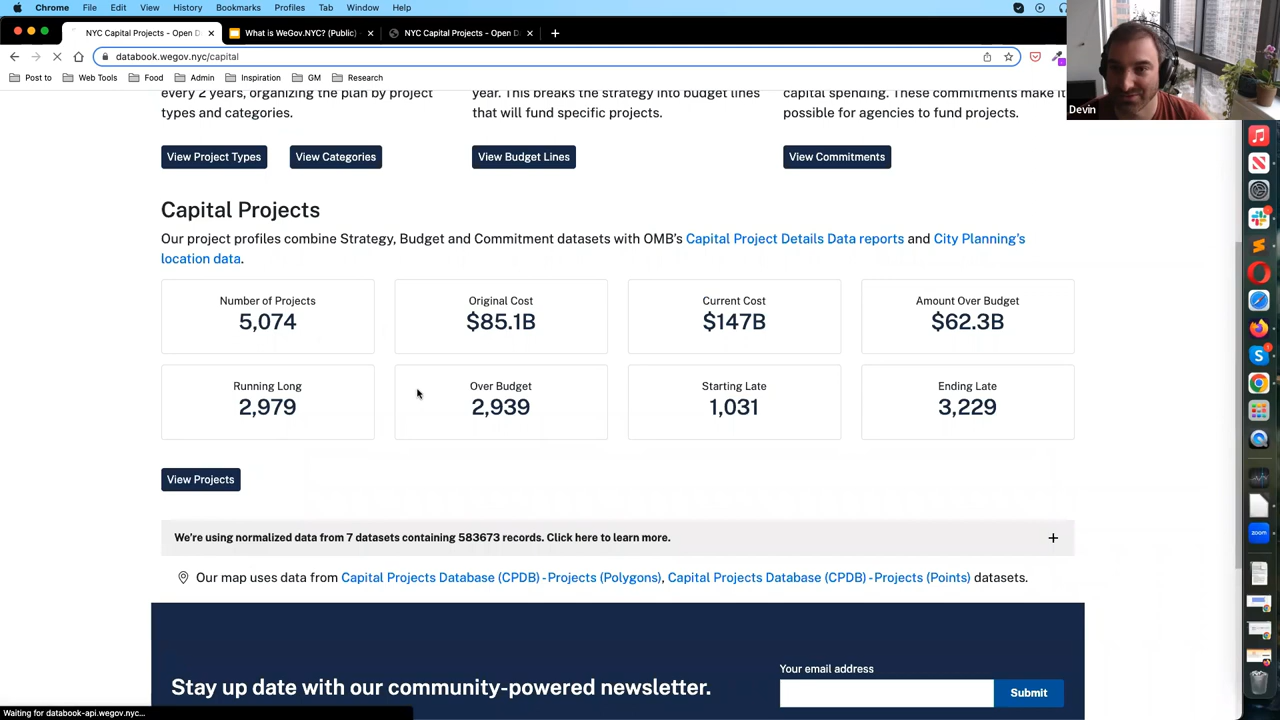 Chrome File Edit View History Bookmarks Profiles Tab Window Help
NYC Capital Projects - Open D
What is WeGov.NYC? (Public) -
NYC Capital Projects - Open D
databook.wegov.nyc/capital
Post to Web Tools Food Admin Inspiration GM Research
Devin
every 2 years, organizing the plan by project
types and categories.
View Project Types
View Categories
year. This breaks the strategy into budget lines
that will fund specific projects.
View Budget Lines
capital spending. These commitments make it
possible for agencies to fund projects.
View Commitments
Capital Projects
Our project profiles combine Strategy, Budget and Commitment datasets with OMB's Capital Project Details Data reports and City Planning's
location data.
Number of Projects
5,074
Original Cost
$85.1B
Current Cost
$147B
Amount Over Budget
$62.3B
Running Long
2,979
Over Budget
2,939
Starting Late
1,031
Ending Late
3,229
View Projects
We're using normalized data from 7 datasets containing 583673 records. Click here to learn more.
Our map uses data from Capital Projects Database (CPDB) - Projects (Polygons), Capital Projects Database (CPDB) - Projects (Points) datasets.
Stay up date with our community-powered newsletter.
Your email address
Submit
Waiting for databook-api.wegov.nyc...
zoom